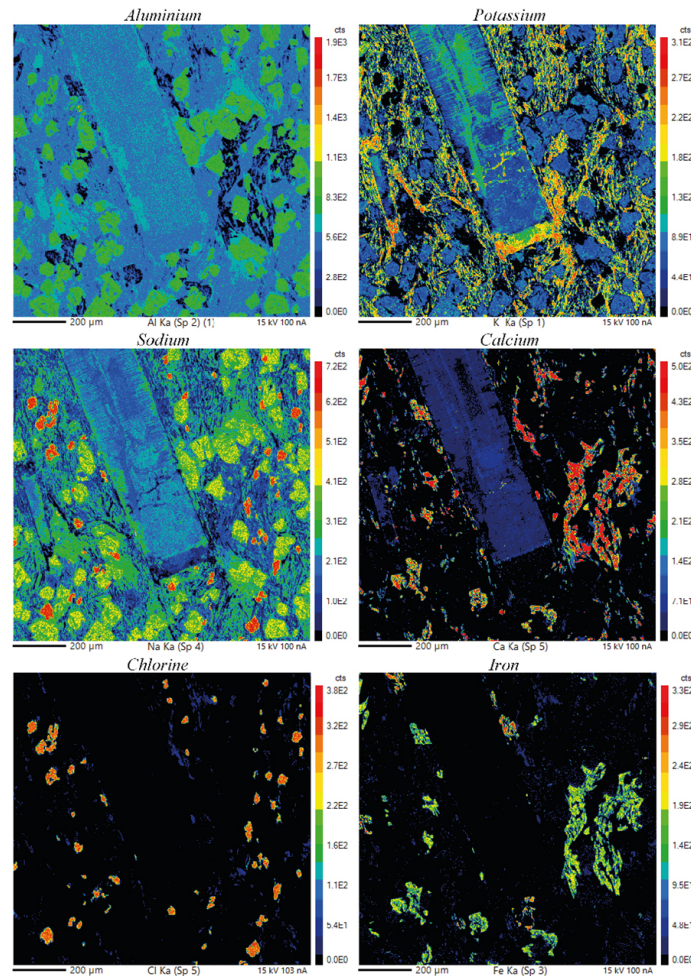 Aluminium
cts
1.9E3
1.7E3
1.4E3
1.1E3
8.3E2
5.6E2
2.8E2
0.0E0
200 µm Al Ka (Sp 2) (1) 15 kV 100 nA
Potassium
cts
3.1E2
2.7E2
2.2E2
1.8E2
1.3E2
8.9E1
4.4E1
0.0E0
200 µm K Ka (Sp 1) 15 kV 100 nA
Sodium
cts
7.2E2
6.2E2
5.1E2
4.1E2
3.1E2
2.1E2
1.0E2
0.0E0
200 µm Na Ka (Sp 4) 15 kV 100 nA
Calcium
cts
5.0E2
4.3E2
3.5E2
2.8E2
2.1E2
1.4E2
7.1E1
0.0E0
200 µm Ca Ka (Sp 5) 15 kV 100 nA
Chlorine
cts
3.8E2
3.2E2
2.7E2
2.2E2
1.6E2
1.1E2
5.4E1
0.0E0
200 µm Cl Ka (Sp 5) 15 kV 103 nA
Iron
cts
3.3E2
2.9E2
2.4E2
1.9E2
1.4E2
9.5E1
4.8E1
0.0E0
200 µm Fe Ka (Sp 3) 15 kV 100 nA